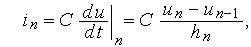 i_n = C \frac{du}{dt}\Big|_n = C \frac{u_n - u_{n-1}}{h_n},